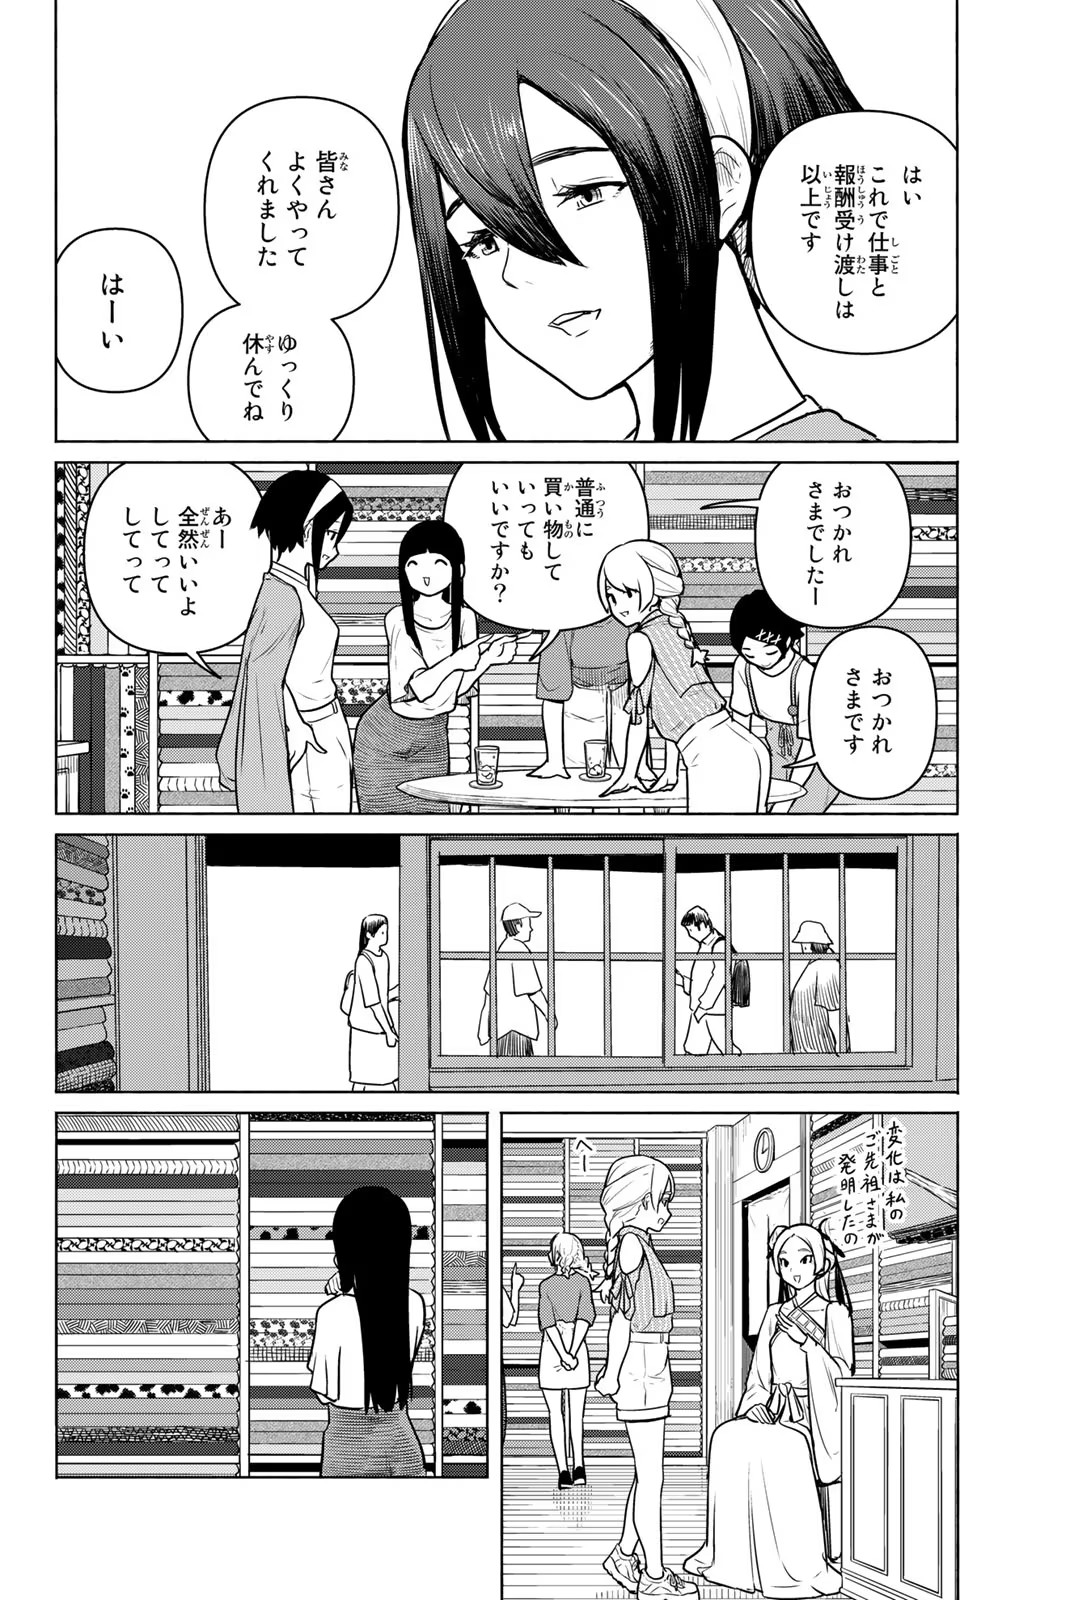 はい
これで仕事と
報酬受け渡しは
以上です
皆さん
よくやって
くれました
ゆっくり
休んでね
はーい
おつかれ
さまでしたー
おつかれ
さまです
普通に
買い物して
いっても
いいですか？
あー
全然いいよ
してって
してって
変化は私の
ご先祖さまが
発明したの
へー